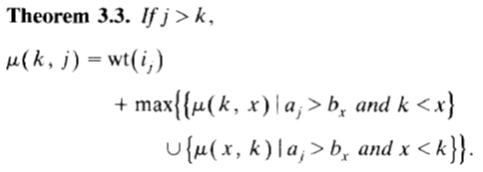 Theorem 3.3. If j > k,
μ(k, j) = wt(i_j)
+ max{{μ(k, x) | a_j > b_x and k < x}
∪ {μ(x, k) | a_j > b_x and x < k}}.